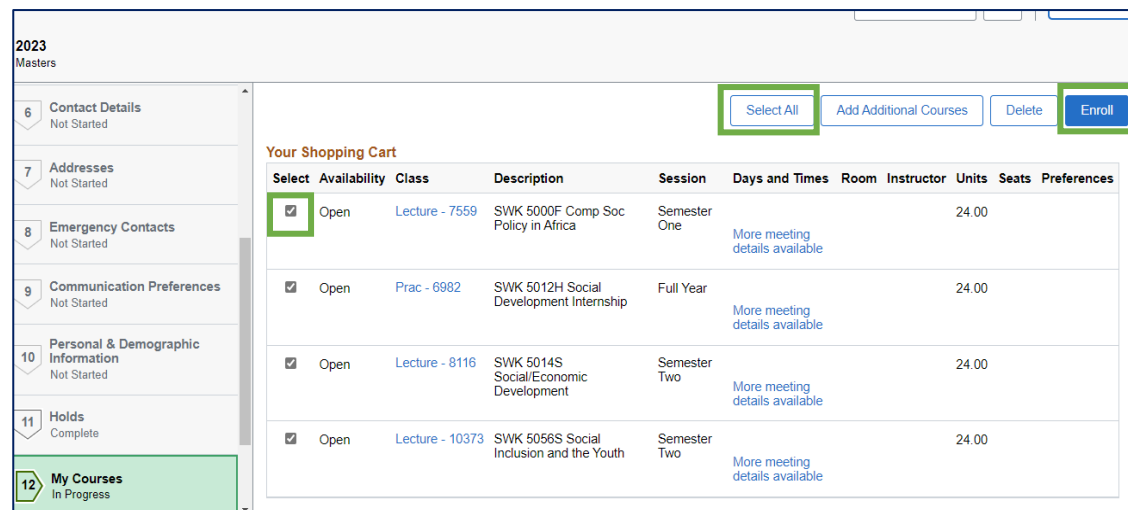 2023
Masters
6
Contact Details
Not Started
7
Addresses
Not Started
8
Emergency Contacts
Not Started
9
Communication Preferences
Not Started
10
Personal & Demographic
Information
Not Started
11
Holds
Complete
12
My Courses
In Progress
Select All Add Additional Courses Delete Enroll
Your Shopping Cart
Select Availability Class Description Session Days and Times Room Instructor Units Seats Preferences
Open Lecture - 7559 SWK 5000F Comp Soc Semester 24.00
Policy in Africa One
More meeting
details available
Open Prac - 6982 SWK 5012H Social Full Year 24.00
Development Internship
More meeting
details available
Open Lecture - 8116 SWK 5014S Semester 24.00
Social/Economic Two
Development
More meeting
details available
Open Lecture - 10373 SWK 5056S Social Semester 24.00
Inclusion and the Youth Two
More meeting
details available